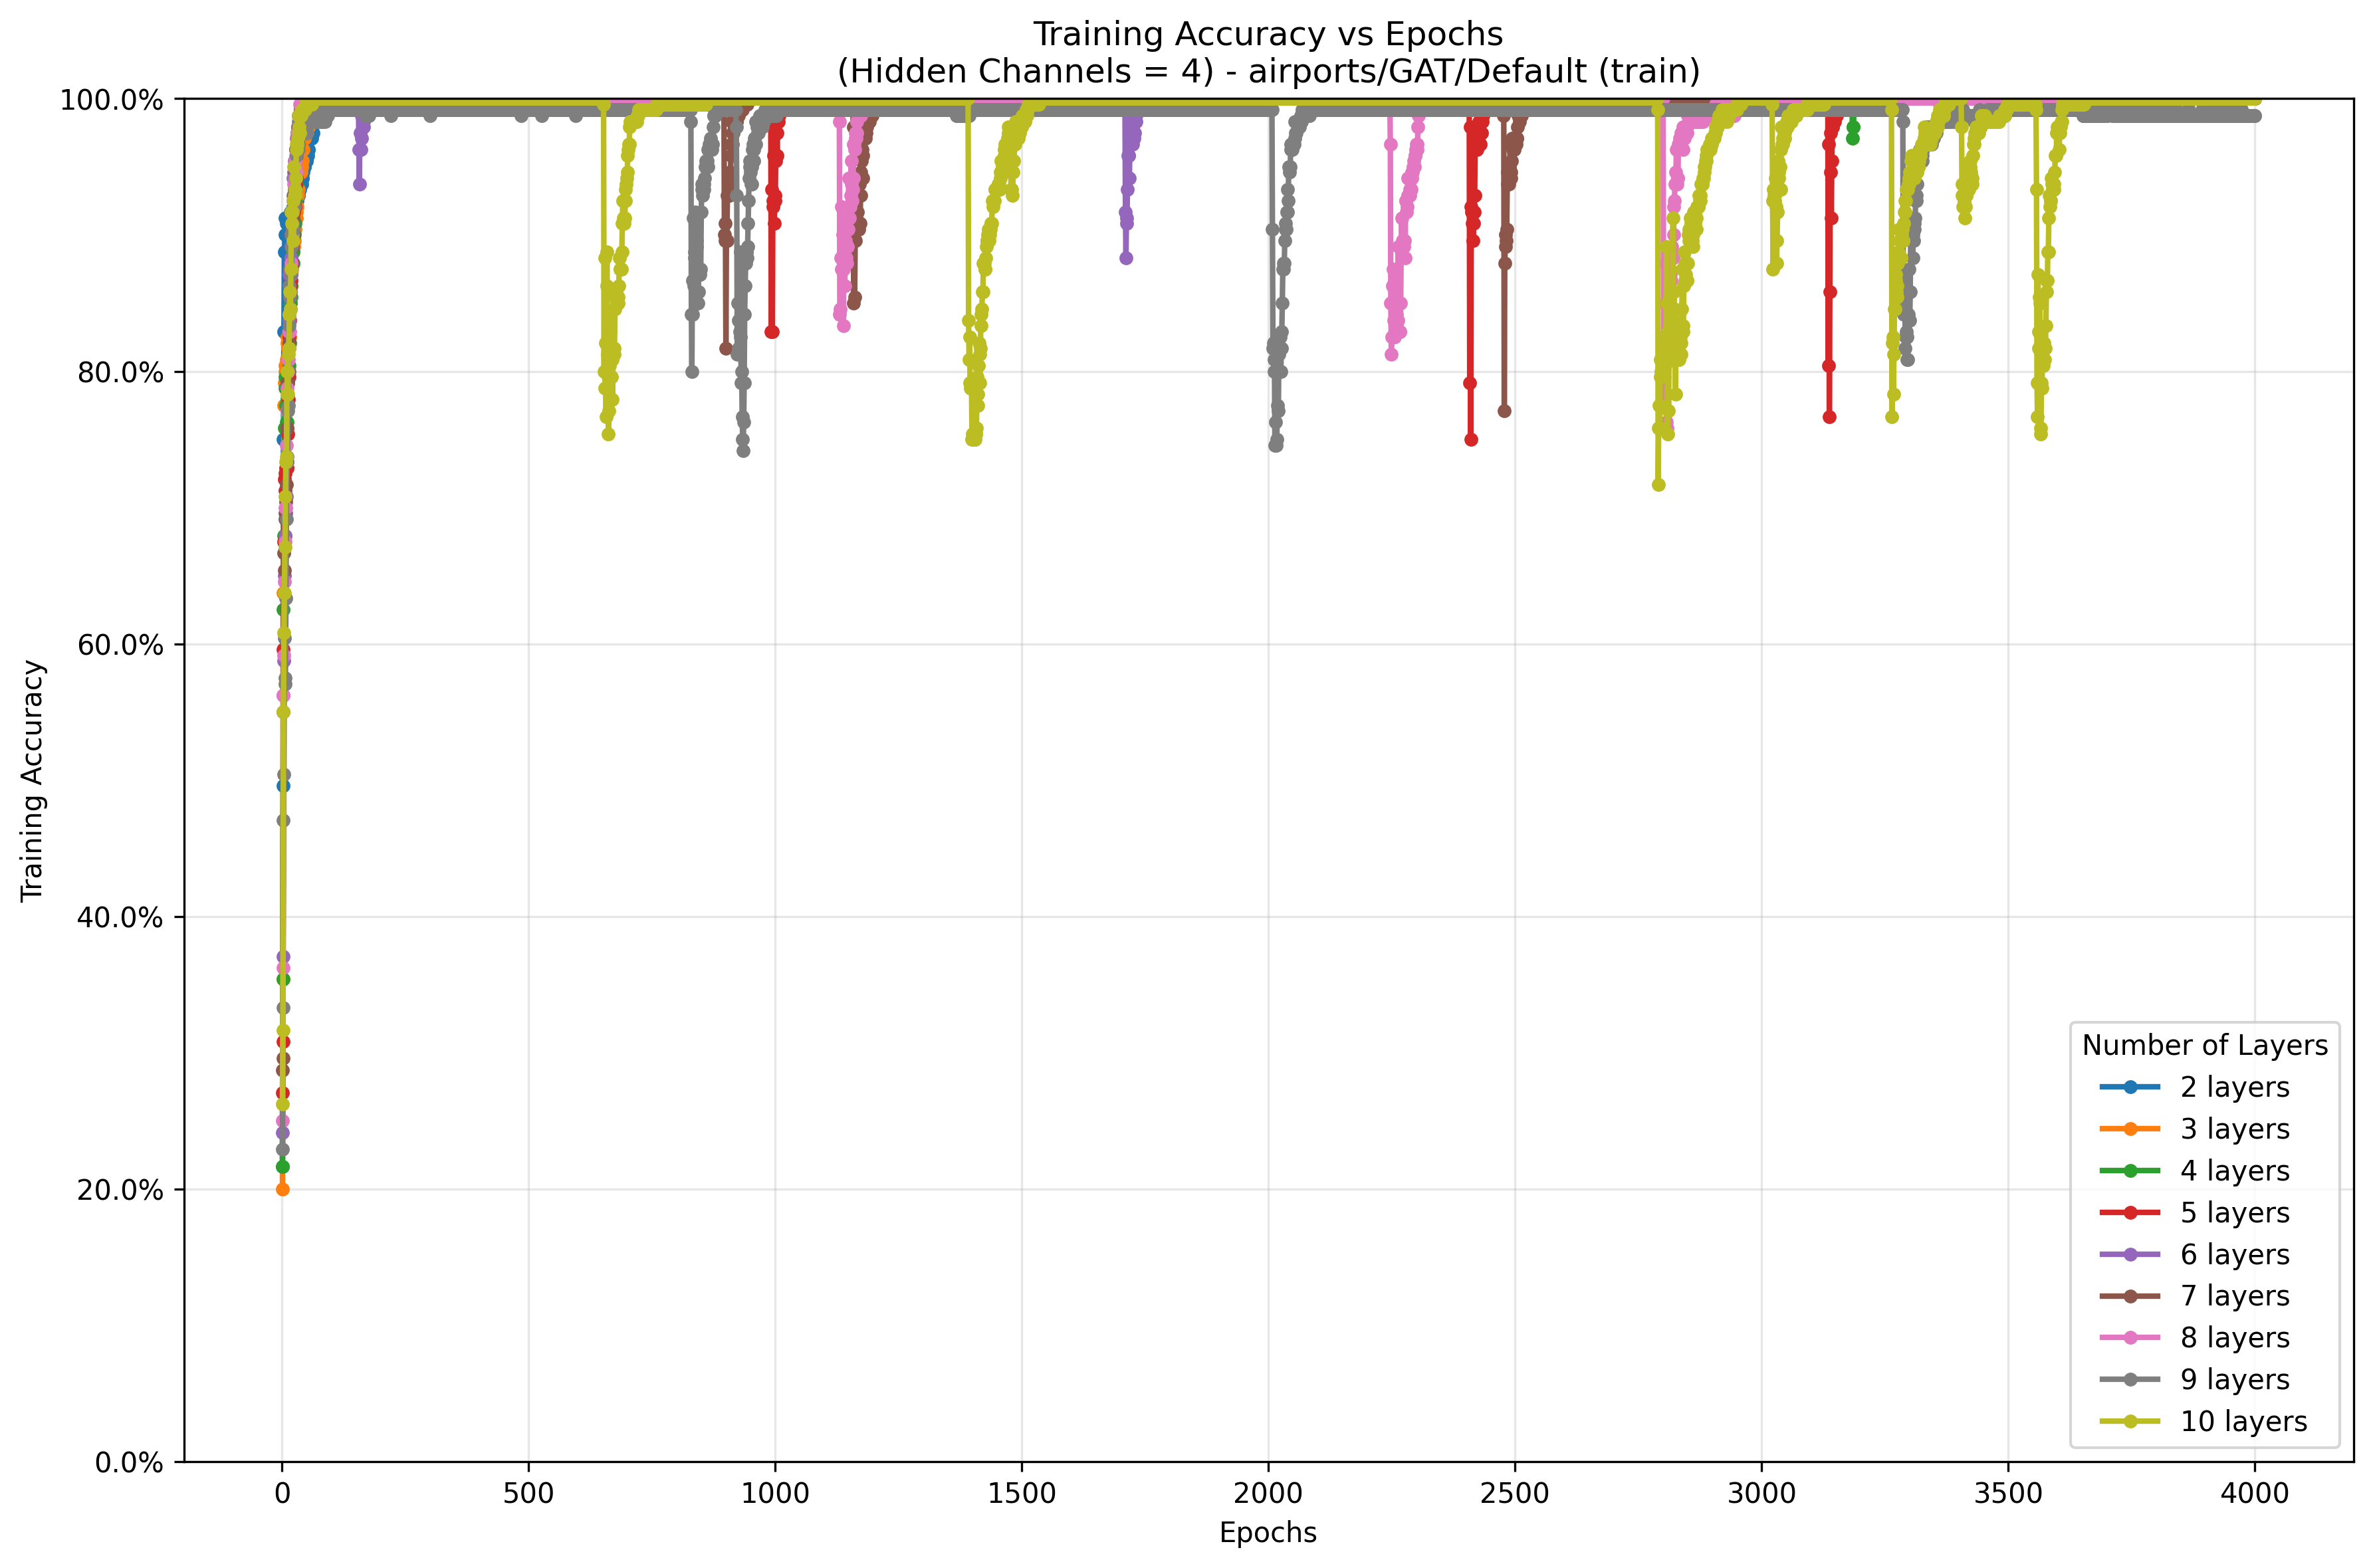 Training Accuracy vs Epochs
(Hidden Channels = 4) - airports/GAT/Default (train)
100.0%
80.0%
60.0%
40.0%
20.0%
0.0%
Training Accuracy
0
500
1000
1500
2000
2500
3000
3500
4000
Epochs
Number of Layers
2 layers
3 layers
4 layers
5 layers
6 layers
7 layers
8 layers
9 layers
10 layers